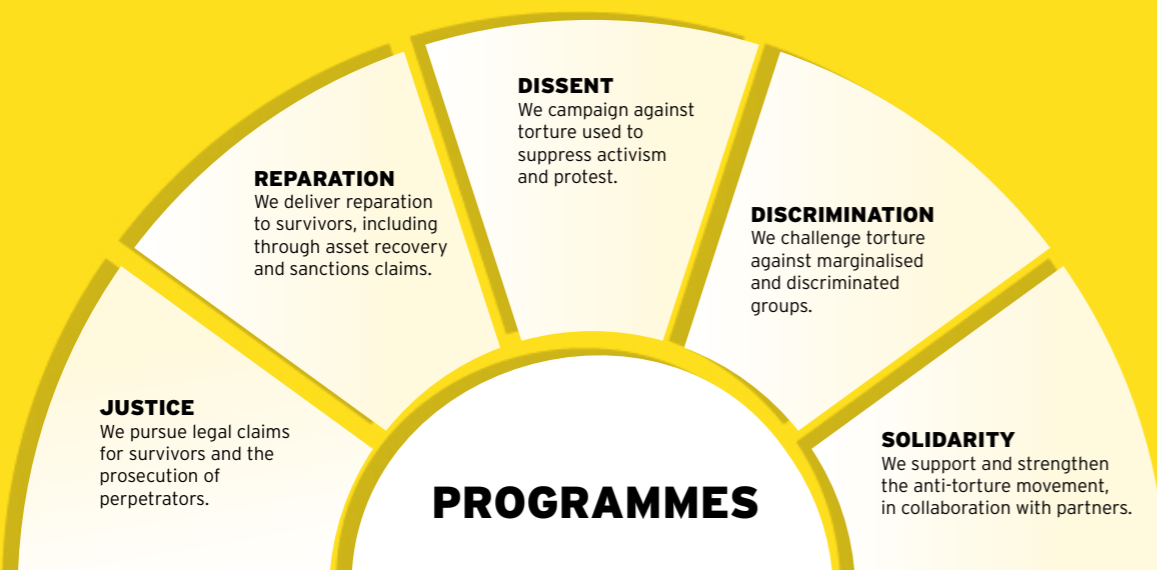 JUSTICE
We pursue legal claims
for survivors and the
prosecution of
perpetrators.
REPARATION
We deliver reparation
to survivors, including
through asset recovery
and sanctions claims.
DISSENT
We campaign against
torture used to
suppress activism
and protest.
DISCRIMINATION
We challenge torture
against marginalised
and discriminated
groups.
SOLIDARITY
We support and strengthen
the anti-torture movement,
in collaboration with partners.
PROGRAMMES